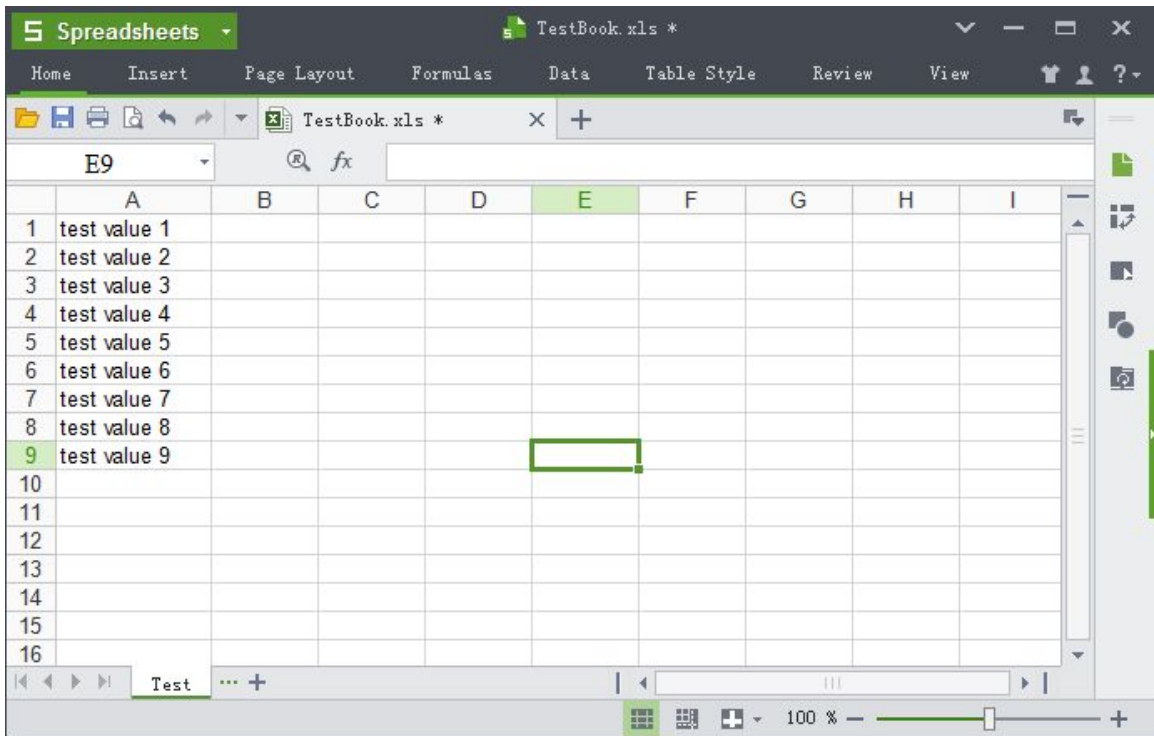 Spreadsheets TestBook.xls *
Home Insert Page Layout Formulas Data Table Style Review View ?
TestBook.xls *
E9 fx
A B C D E F G H I
1 test value 1
2 test value 2
3 test value 3
4 test value 4
5 test value 5
6 test value 6
7 test value 7
8 test value 8
9 test value 9
10
11
12
13
14
15
16
Test ...
100 %